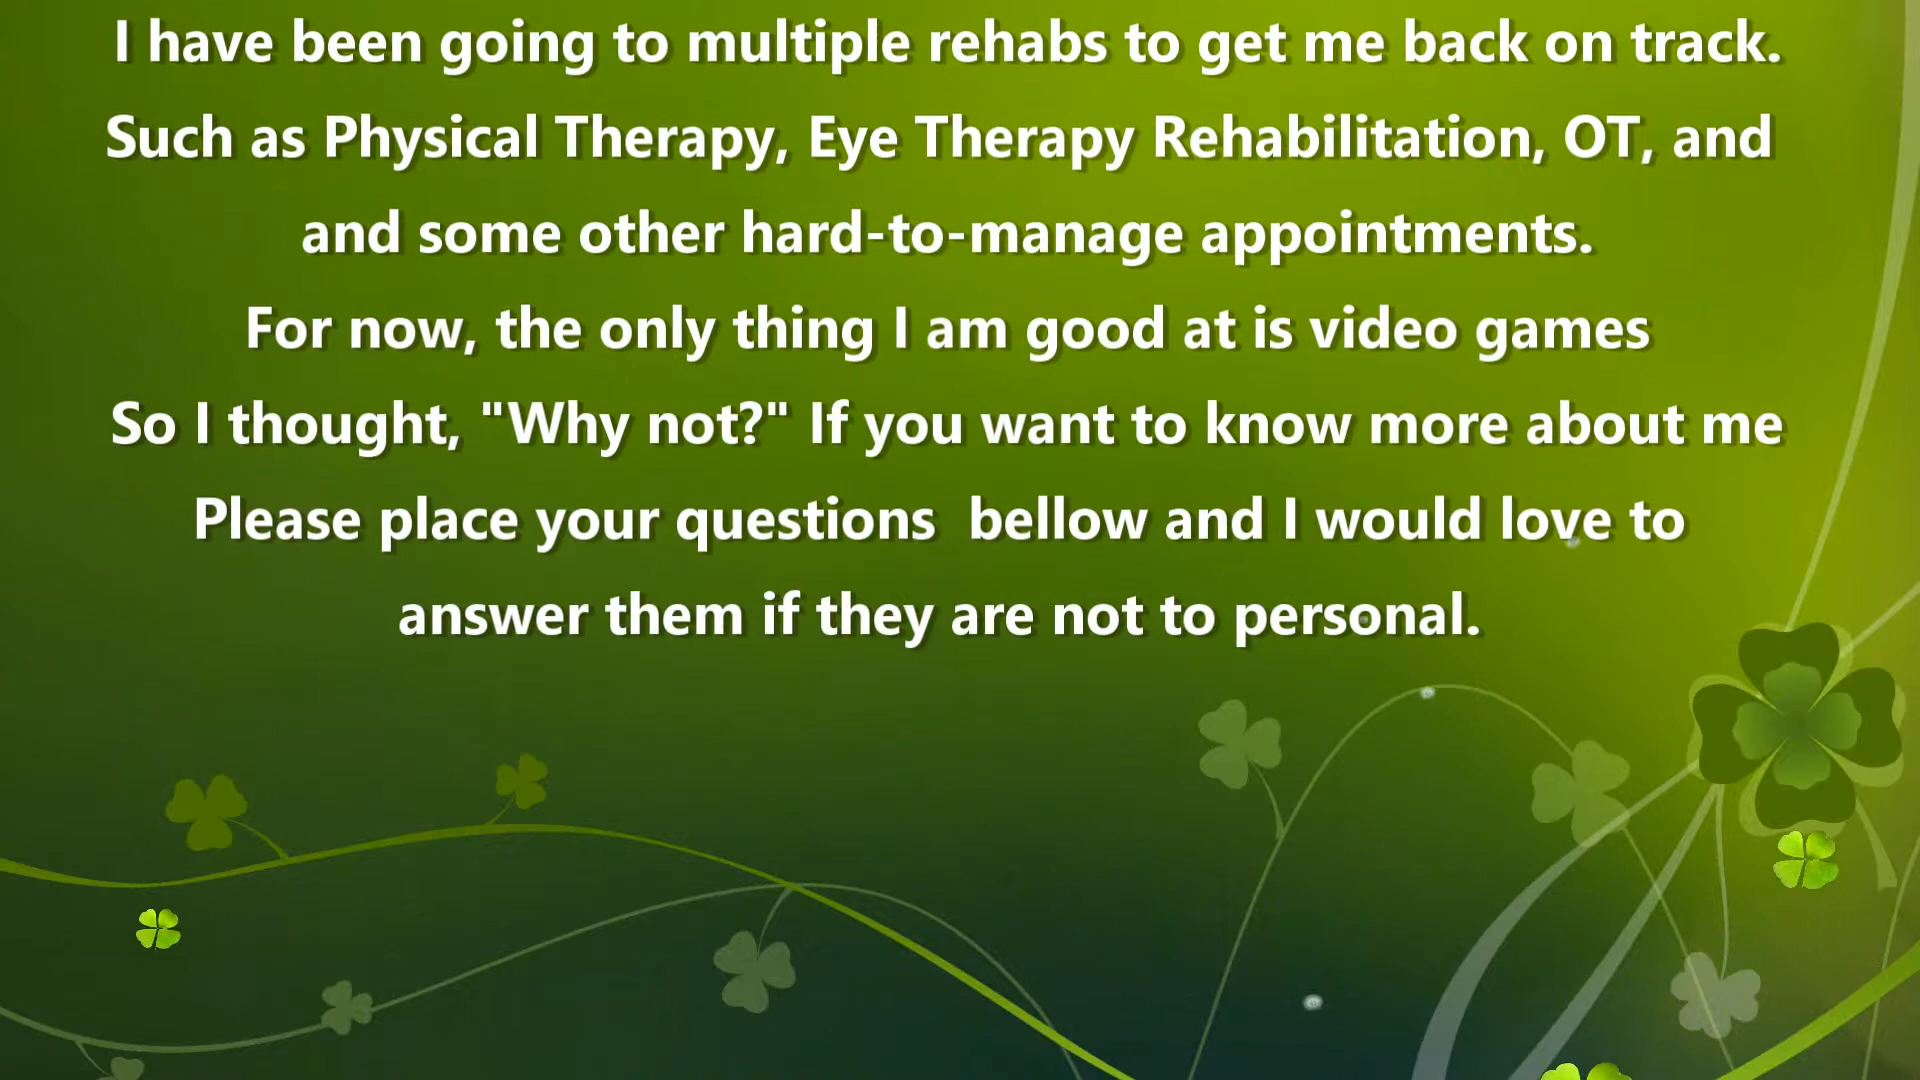 I have been going to multiple rehabs to get me back on track.
Such as Physical Therapy, Eye Therapy Rehabilitation, OT, and
and some other hard-to-manage appointments.
For now, the only thing I am good at is video games
So I thought, "Why not?" If you want to know more about me
Please place your questions  bellow and I would love to
answer them if they are not to personal.